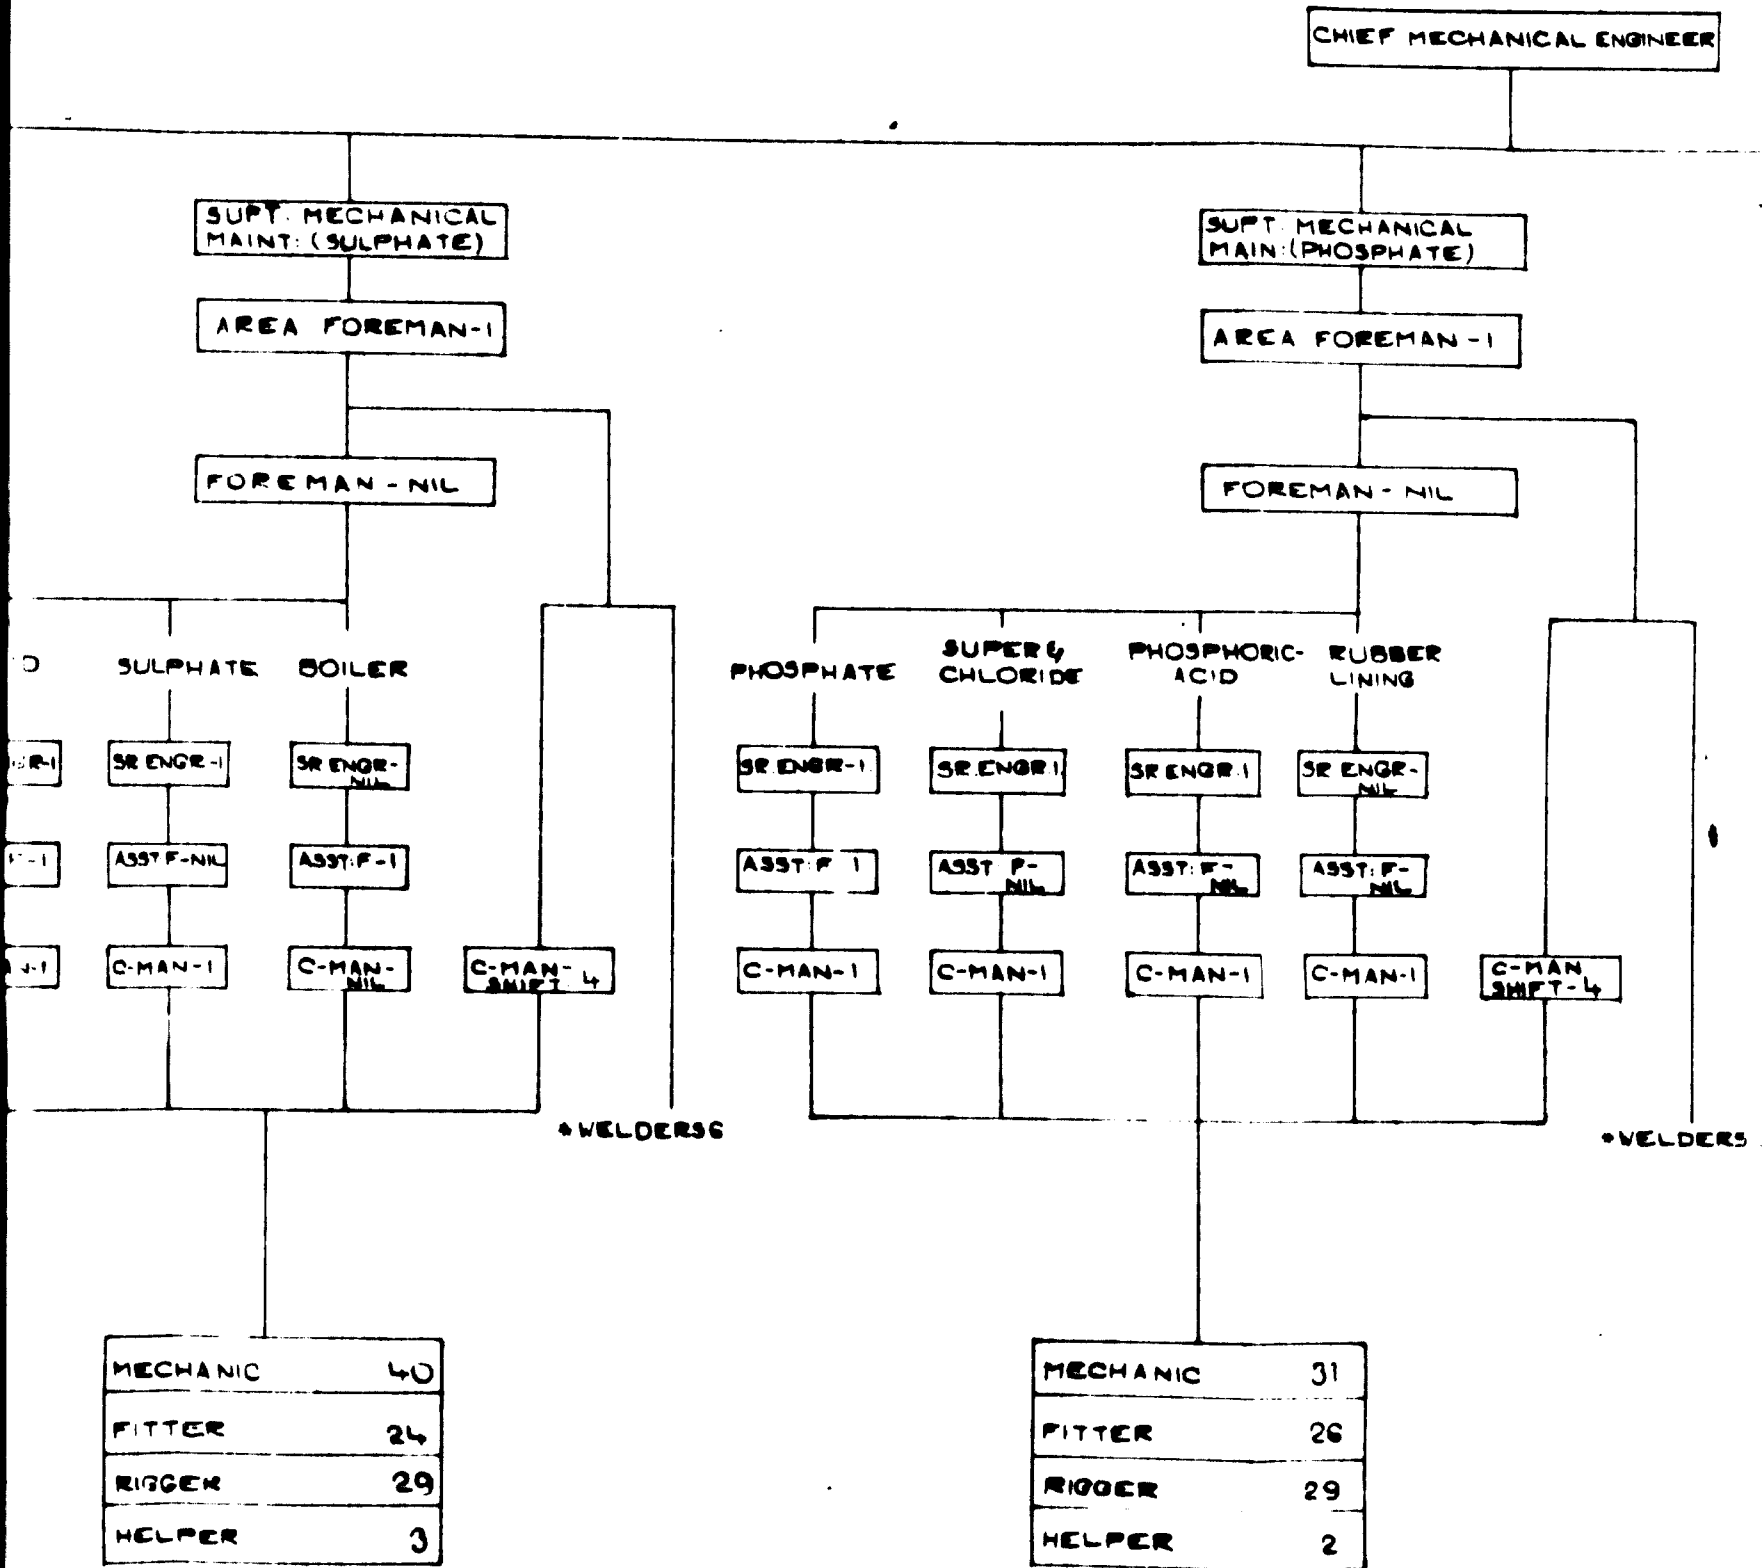 CHIEF MECHANICAL ENGINEER
SUPT. MECHANICAL
MAINT: (SULPHATE)
SUPT. MECHANICAL
MAIN:(PHOSPHATE)
AREA FOREMAN-1
AREA FOREMAN-1
FOREMAN-NIL
FOREMAN-NIL
SULPHATE
BOILER
PHOSPHATE
SUPER &
CHLORIDE
PHOSPHORIC-
ACID
RUBBER
LINING
SR ENGR-1
SR ENGR-
NIL
SR.ENGR-1
SR.ENGR.1
SR ENGR.1
SR ENGR-
NIL
ASST:F-NIL
ASST:F-1
ASST:F 1
ASST F-
NIL
ASST:F-
NIL
ASST:F-
NIL
C-MAN-1
C-MAN-
NIL
C-MAN-
SHIFT 4
C-MAN-1
C-MAN-1
C-MAN-1
C-MAN-1
C-MAN
SHIFT-4
*WELDERS 6
*WELDERS
MECHANIC 40
FITTER 24
RIGGER 29
HELPER 3
MECHANIC 31
FITTER 26
RIGGER 29
HELPER 2